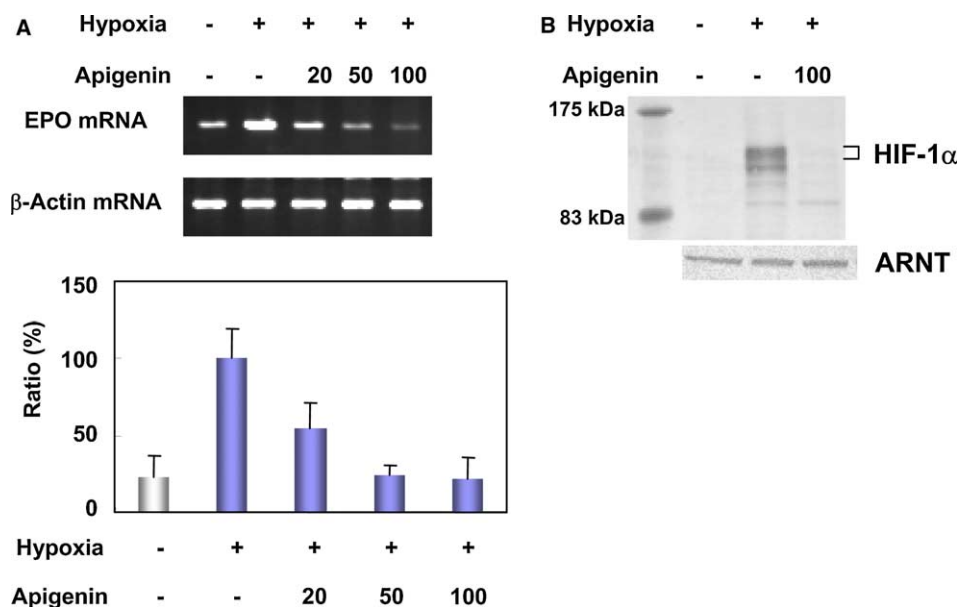 A
Hypoxia - + + + +
Apigenin - - 20 50 100
EPO mRNA
β-Actin mRNA
150
100
50
0
Ratio (%)
Hypoxia - + + + +
Apigenin - - 20 50 100
B
Hypoxia - + +
Apigenin - - 100
175 kDa
HIF-1α
83 kDa
ARNT